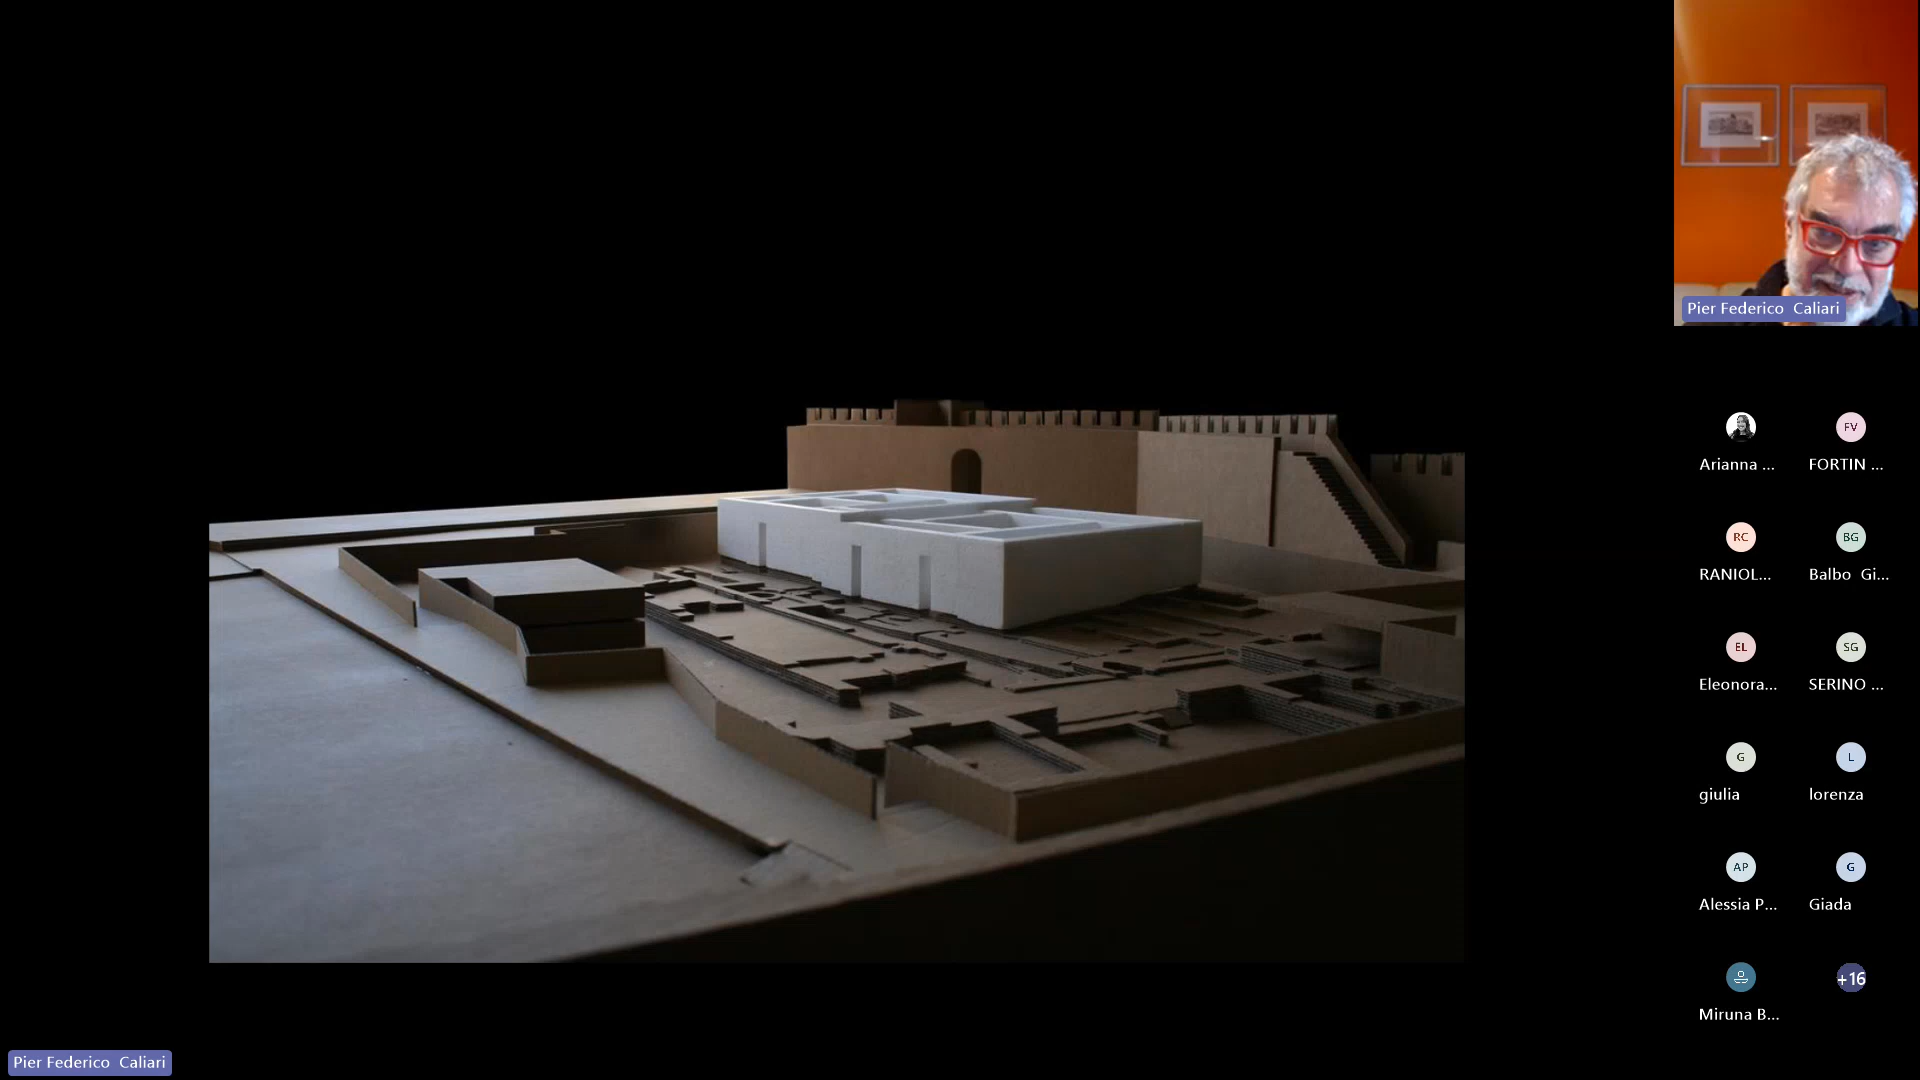 Pier Federico Caliari
Arianna ...
FV
FORTIN ...
RC
RANIOL...
BG
Balbo Gi...
EL
Eleonora...
SG
SERINO ...
G
giulia
L
lorenza
AP
Alessia P...
G
Giada
Miruna B...
+16
Pier Federico Caliari